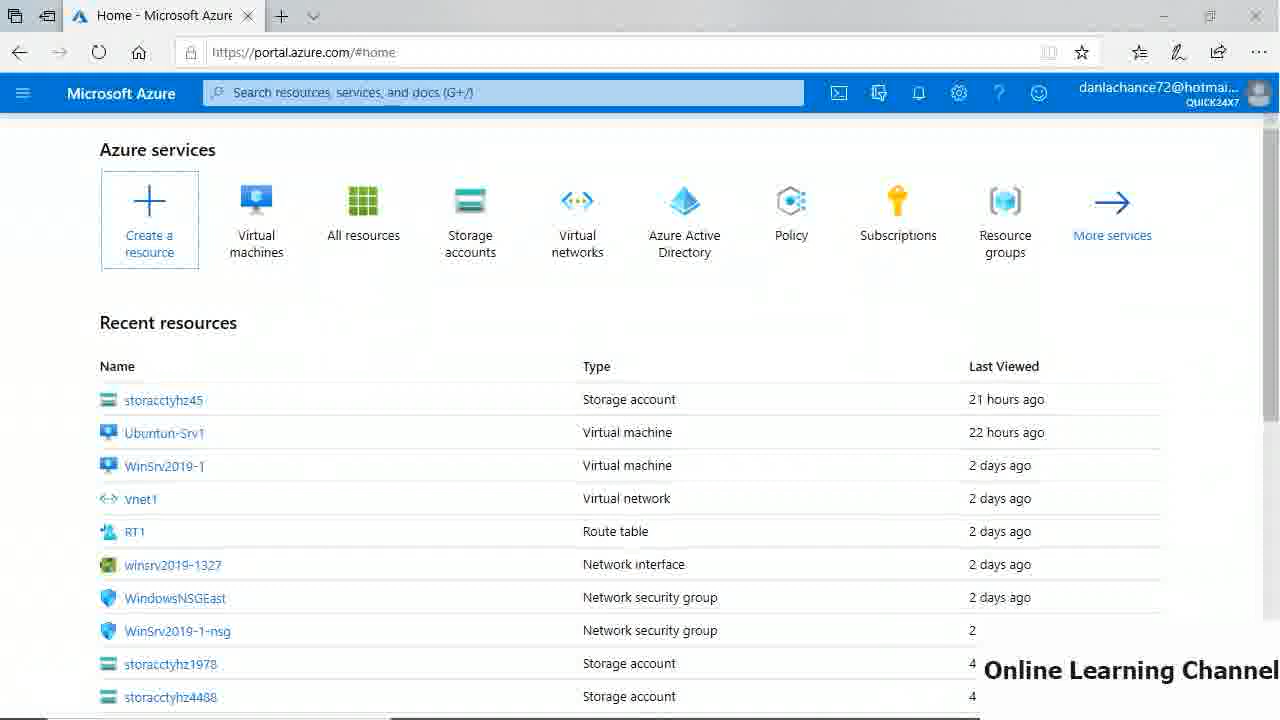 Home - Microsoft Azure
https://portal.azure.com/#home
Microsoft Azure
Search resources, services, and docs (G+/)
danlachance72@hotmai...
QUICK24X7
Azure services
Create a resource
Virtual machines
All resources
Storage accounts
Virtual networks
Azure Active Directory
Policy
Subscriptions
Resource groups
More services
Recent resources
Name Type Last Viewed
storacctyhz45 Storage account 21 hours ago
Ubuntun-Srv1 Virtual machine 22 hours ago
WinSrv2019-1 Virtual machine 2 days ago
Vnet1 Virtual network 2 days ago
RT1 Route table 2 days ago
winsrv2019-1327 Network interface 2 days ago
WindowsNSGEast Network security group 2 days ago
WinSrv2019-1-nsg Network security group 2
storacctyhz1978 Storage account 4
storacctyhz4488 Storage account 4
Online Learning Channel